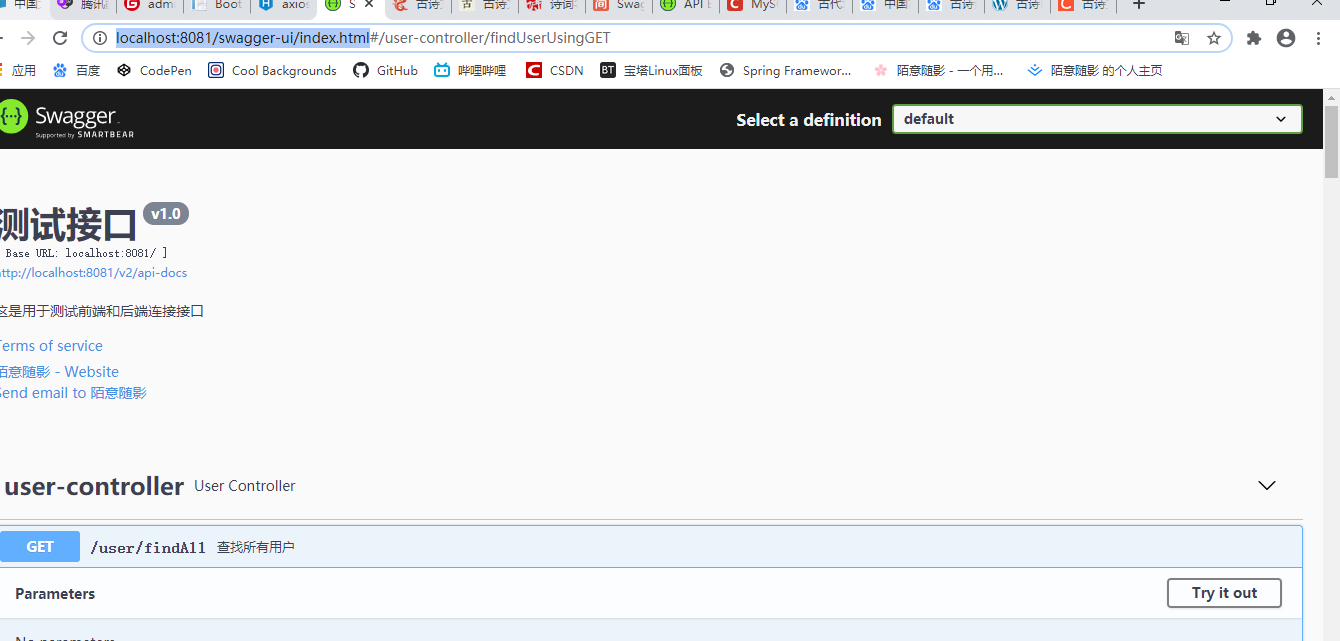 中国 腾讯 adm Boot axios S 古诗 古诗 诗词 Swag API MyS 古代 中国 古诗 古诗 古诗
localhost:8081/swagger-ui/index.html#/user-controller/findUserUsingGET
应用 百度 CodePen Cool Backgrounds GitHub 哔哩哔哩 CSDN BT 宝塔Linux面板 Spring Framewor... 陌意随影 - 一个用... 陌意随影 的个人主页
Swagger
Supported by SMARTBEAR
Select a definition default
测试接口 v1.0
Base URL: localhost:8081/ ]
http://localhost:8081/v2/api-docs
这是用于测试前端和后端连接接口
Terms of service
陌意随影 - Website
Send email to 陌意随影
user-controller User Controller
GET /user/findAll 查找所有用户
Parameters Try it out
No parameters